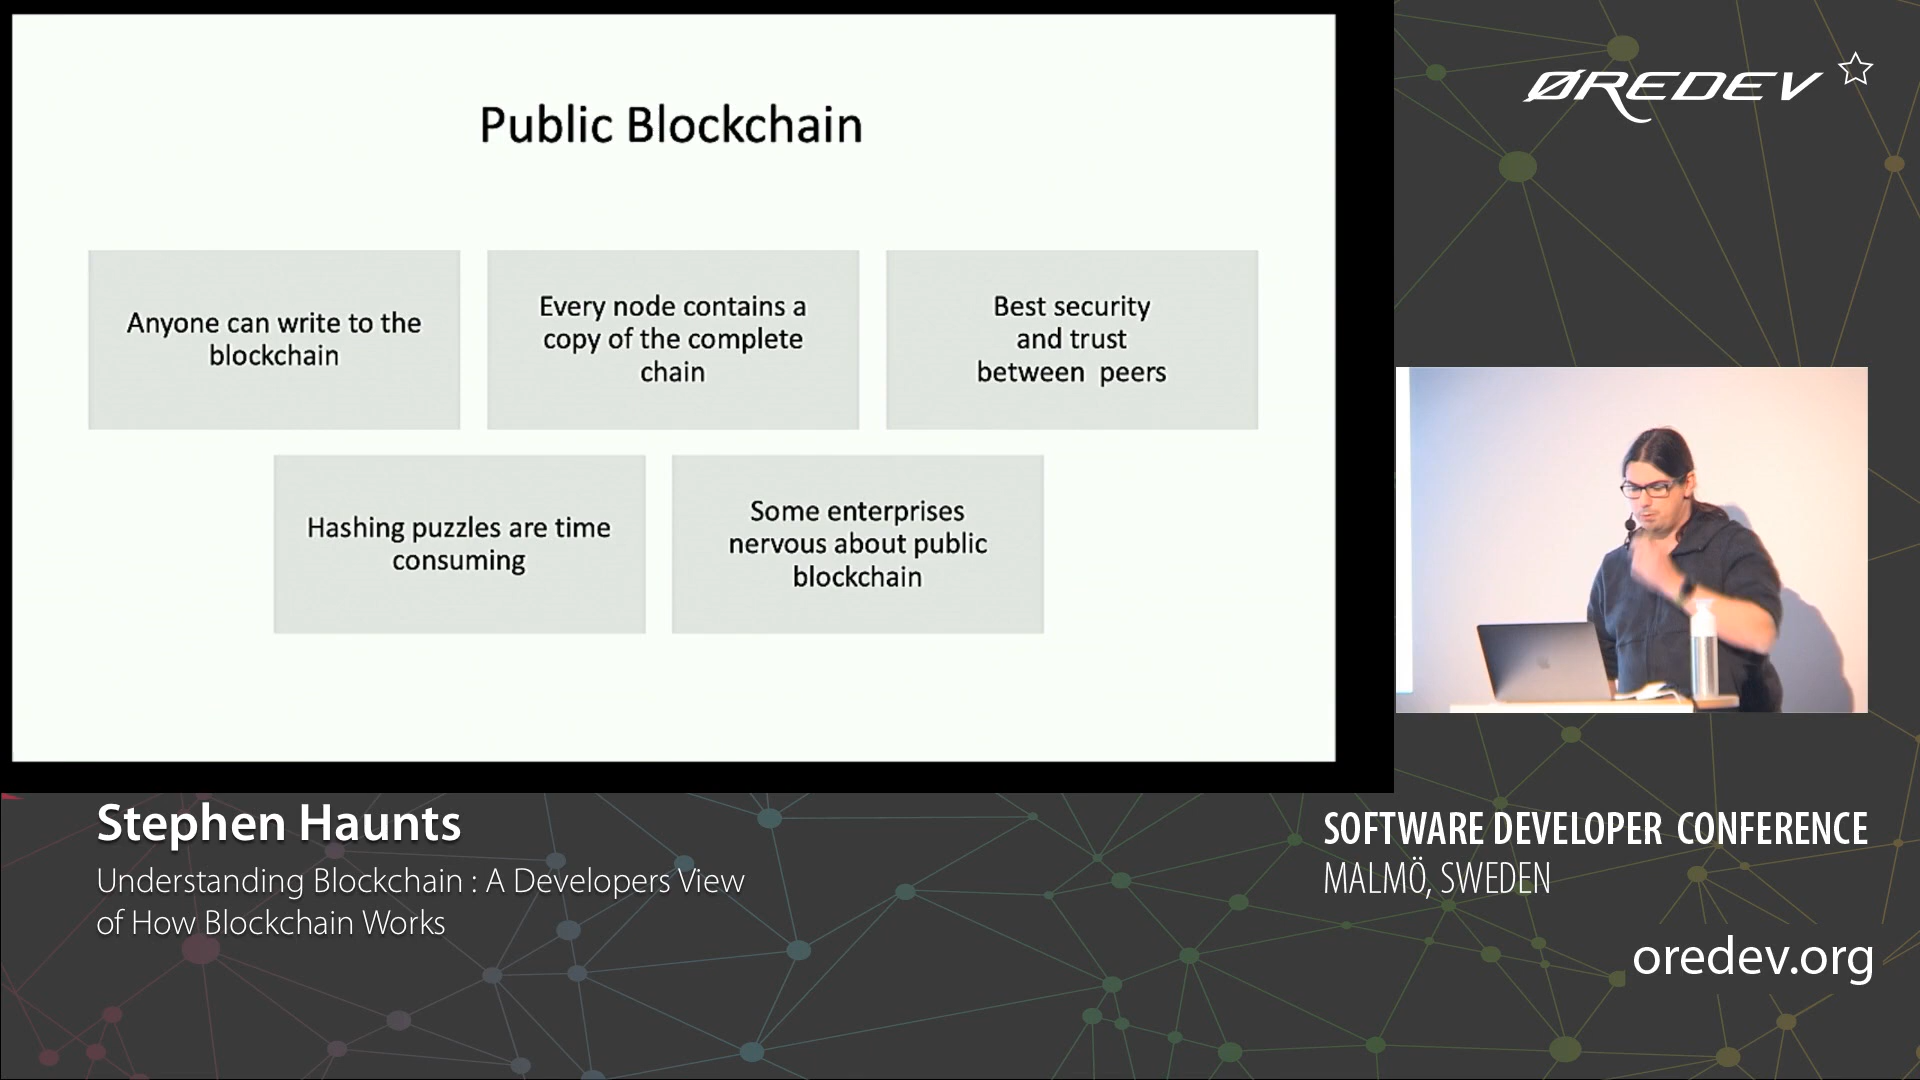 Public Blockchain
Anyone can write to the
blockchain
Every node contains a
copy of the complete
chain
Best security
and trust
between  peers
Hashing puzzles are time
consuming
Some enterprises
nervous about public
blockchain
ØREDEV
Stephen Haunts
Understanding Blockchain : A Developers View
of How Blockchain Works
SOFTWARE DEVELOPER  CONFERENCE
MALMÖ, SWEDEN
oredev.org